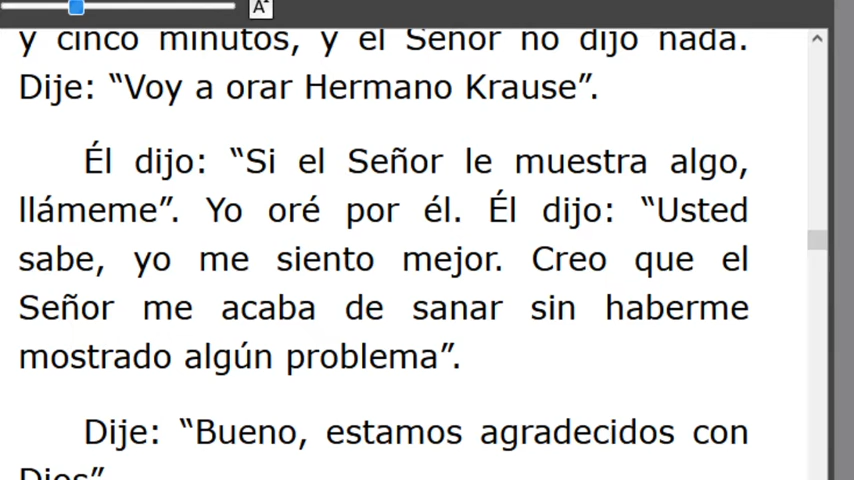 A
y cinco minutos, y el Señor no dijo nada.
Dije: “Voy a orar Hermano Krause”.
Él dijo: “Si el Señor le muestra algo,
llámeme”. Yo oré por él. Él dijo: “Usted
sabe, yo me siento mejor. Creo que el
Señor me acaba de sanar sin haberme
mostrado algún problema”.
Dije: “Bueno, estamos agradecidos con
Dios”